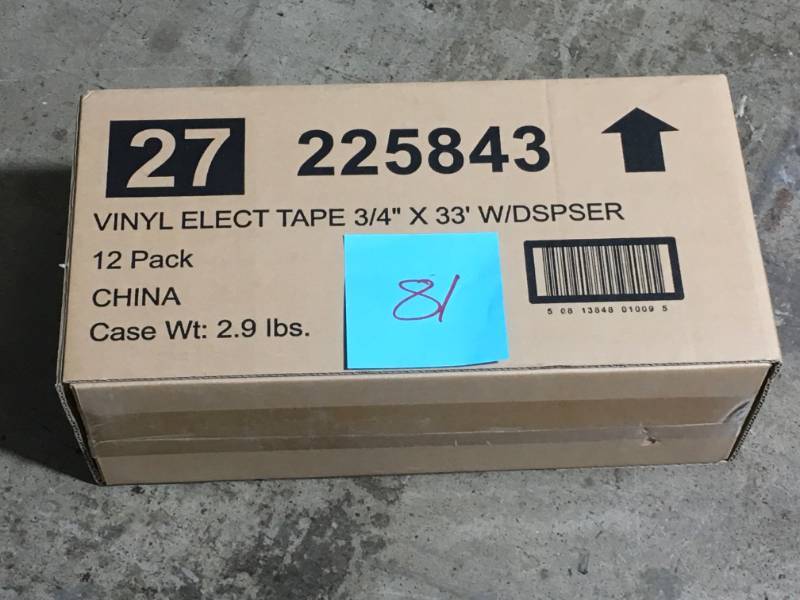 27 225843
VINYL ELECT TAPE 3/4" X 33' W/DSPSER
12 Pack
CHINA
Case Wt: 2.9 lbs.
81
5 08 13848 01009 5